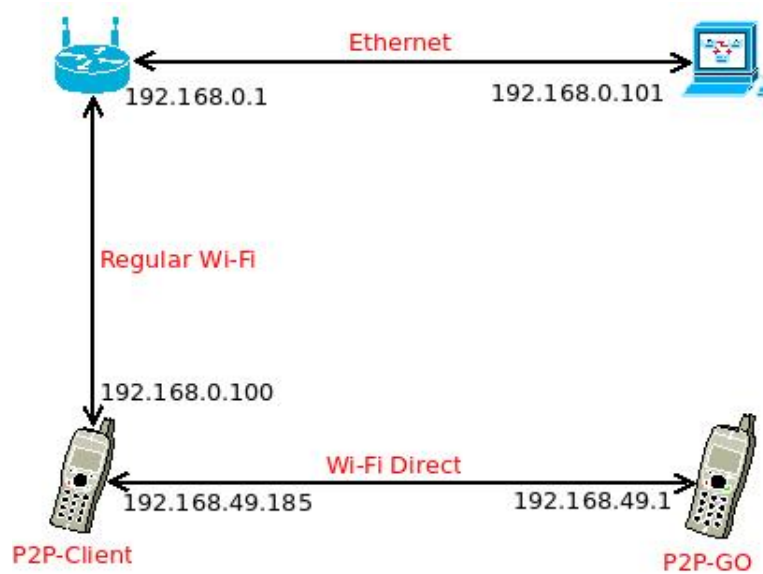 Ethernet
192.168.0.1
192.168.0.101
Regular Wi-Fi
192.168.0.100
Wi-Fi Direct
192.168.49.185
192.168.49.1
P2P-Client
P2P-GO